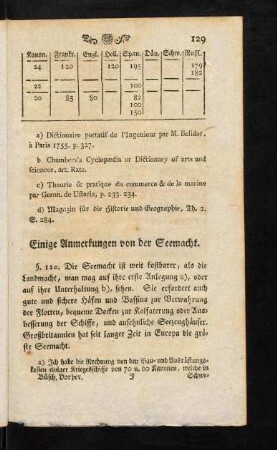 129
Kanon. Frankr. Engl. Holl. Span. Dän. Schw. Rußl.
24 120 120 195 179
182
22 100
20 85 80 82
100
150
a) Dictionaire portatif de l'Ingenieur par M. Belidor,
à Paris 1755. p. 327.
b Chambers's Cyclopædia or Dictionary of arts and
sciences, art. Rate.
c) Theorie & pratique du commerce & de la marine
par Geron. de Ustariz, p. 233. 234.
d) Magazin für die Historie und Geographie, Th. 2.
S. 284.
Einige Anmerkungen von der Seemacht.
§. 120. Die Seemacht ist weit kostbarer, als die
Landmacht, man mag auf ihre erste Anlegung a), oder
auf ihre Unterhaltung b), sehen. Sie erfordert auch
gute und sichere Häfen und Bassins zur Verwahrung
der Flotten, bequeme Docken zur Kalfaterung oder Aus-
besserung der Schiffe, und ansehnliche Seezeughäuser.
Großbritannien hat seit langer Zeit in Europa die grö-
ßte Seemacht.
a) Ich habe die Rechnung von den Bau- und Ausrüstungs-
kosten einiger Kriegesschiffe von 70 u. 60 Kanonen, welche in
Büsch, Vorber. J Schwe-